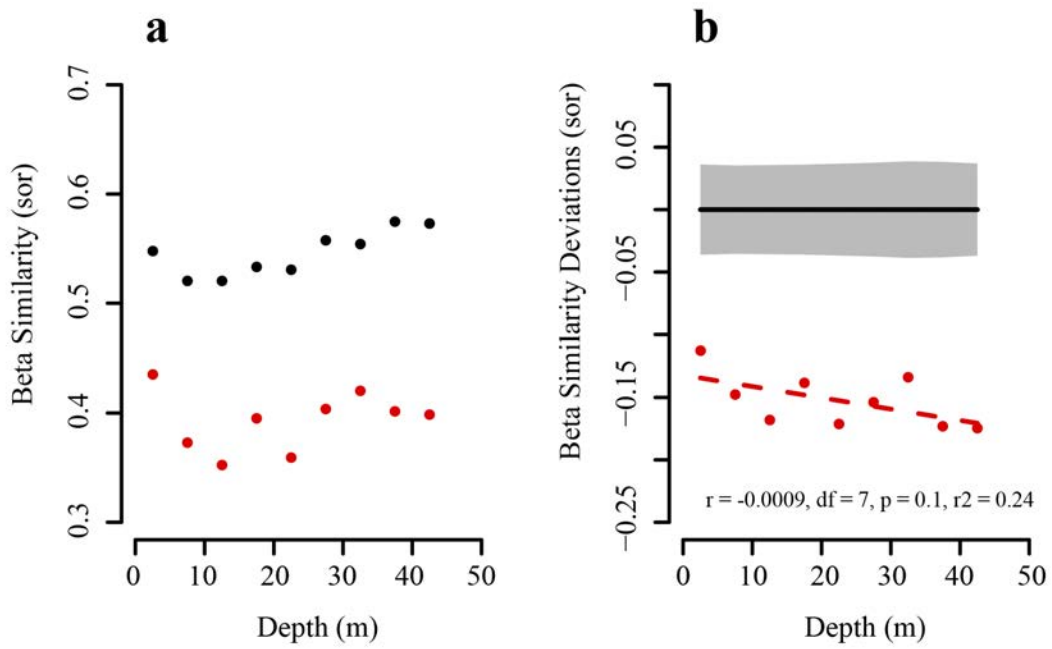 a
Beta Similarity (sor)
0.7
0.6
0.5
0.4
0.3
0 10 20 30 40 50
Depth (m)
b
Beta Similarity Deviations (sor)
0.05
−0.05
−0.15
−0.25
r = -0.0009, df = 7, p = 0.1, r2 = 0.24
0 10 20 30 40 50
Depth (m)